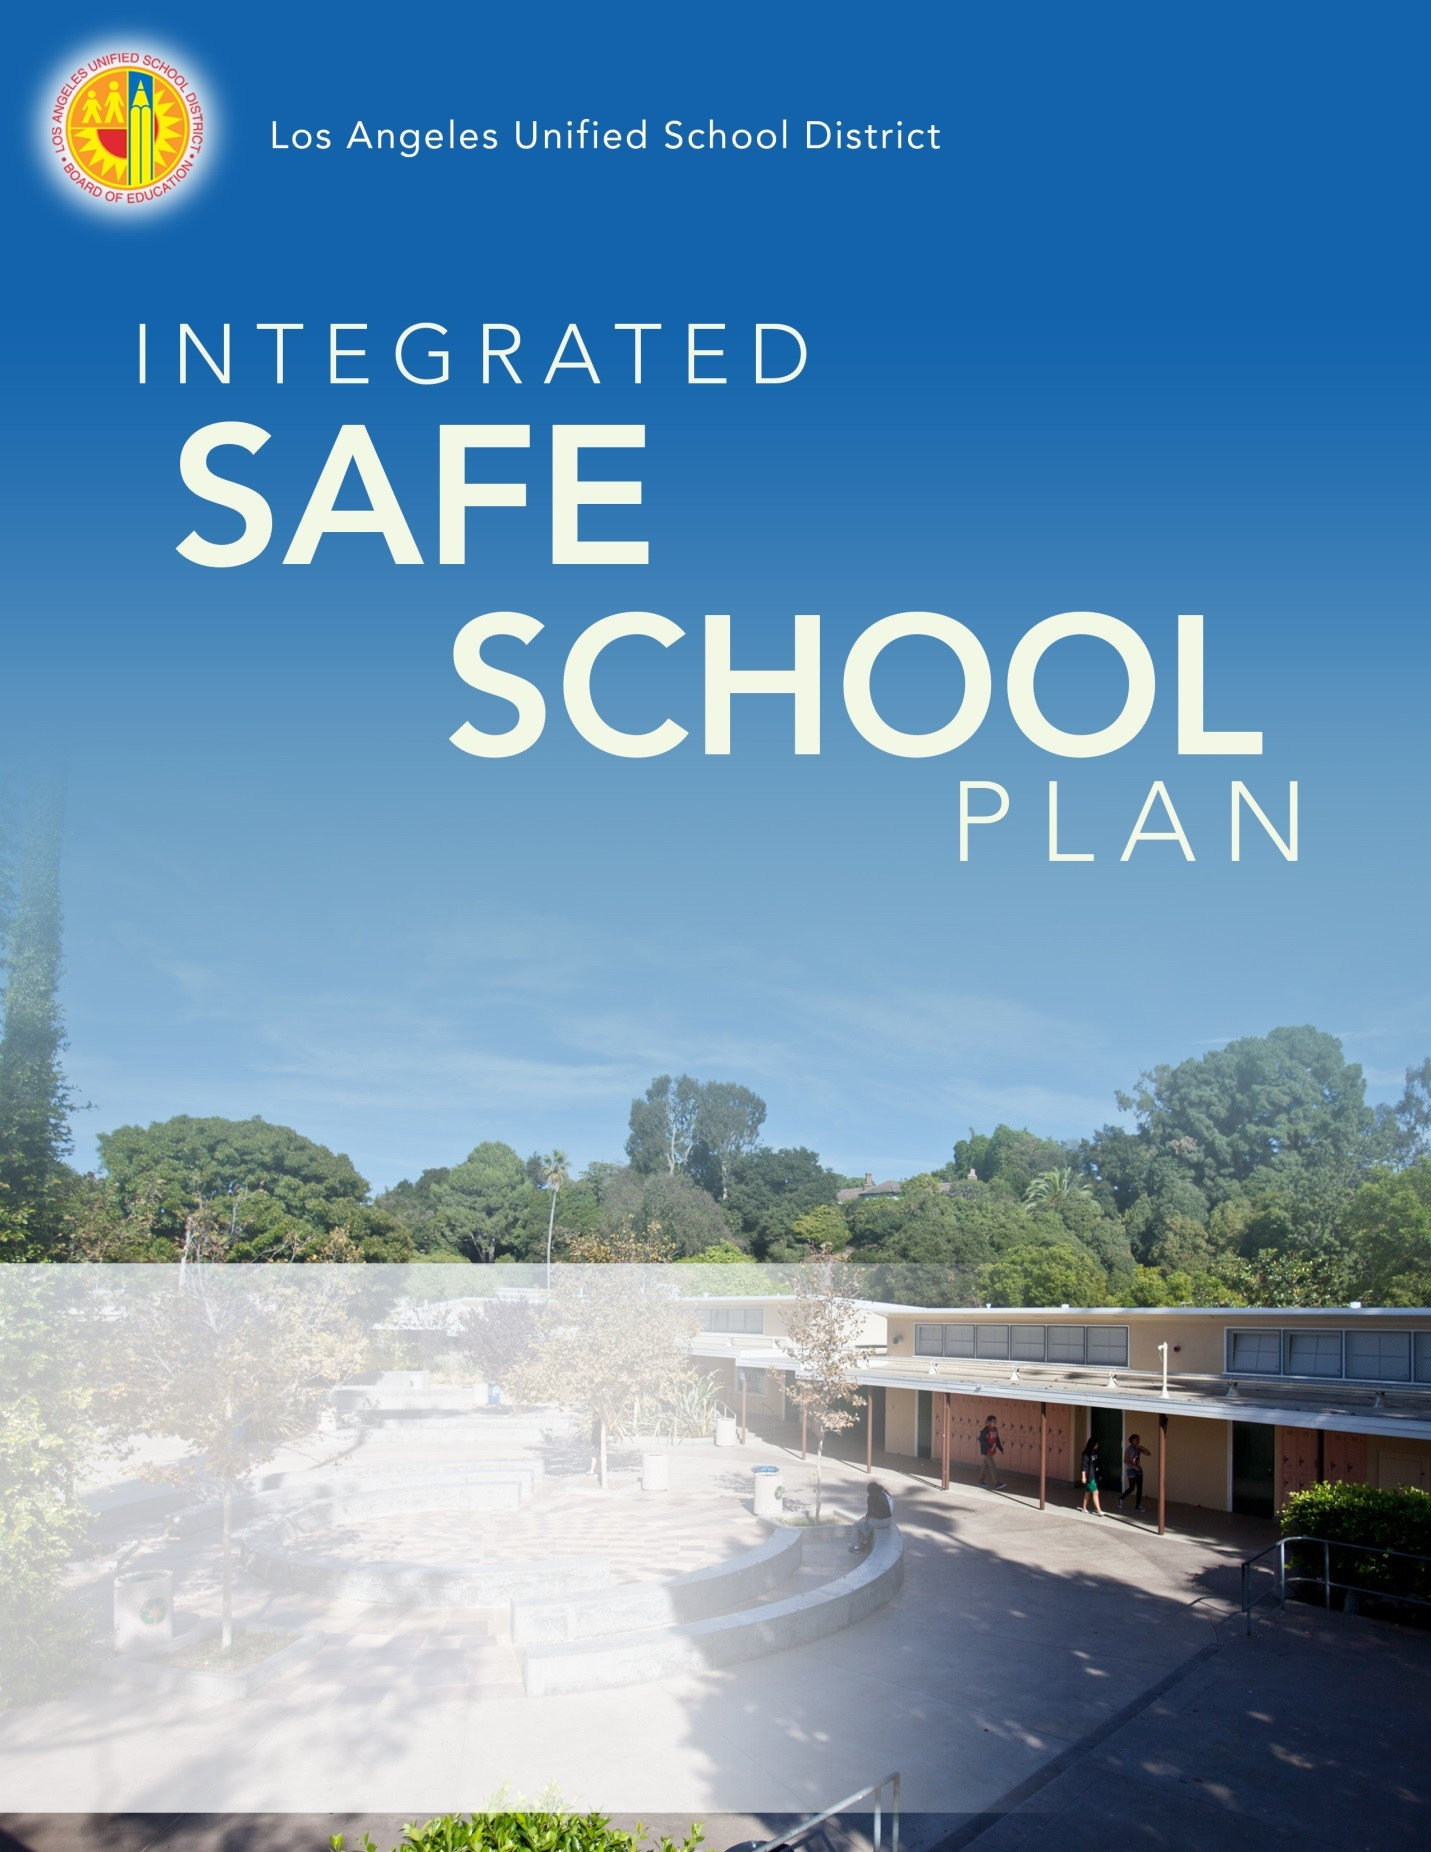 LOS ANGELES UNIFIED SCHOOL DISTRICT
• BOARD OF EDUCATION •
Los Angeles Unified School District
INTEGRATED
SAFE
SCHOOL
PLAN